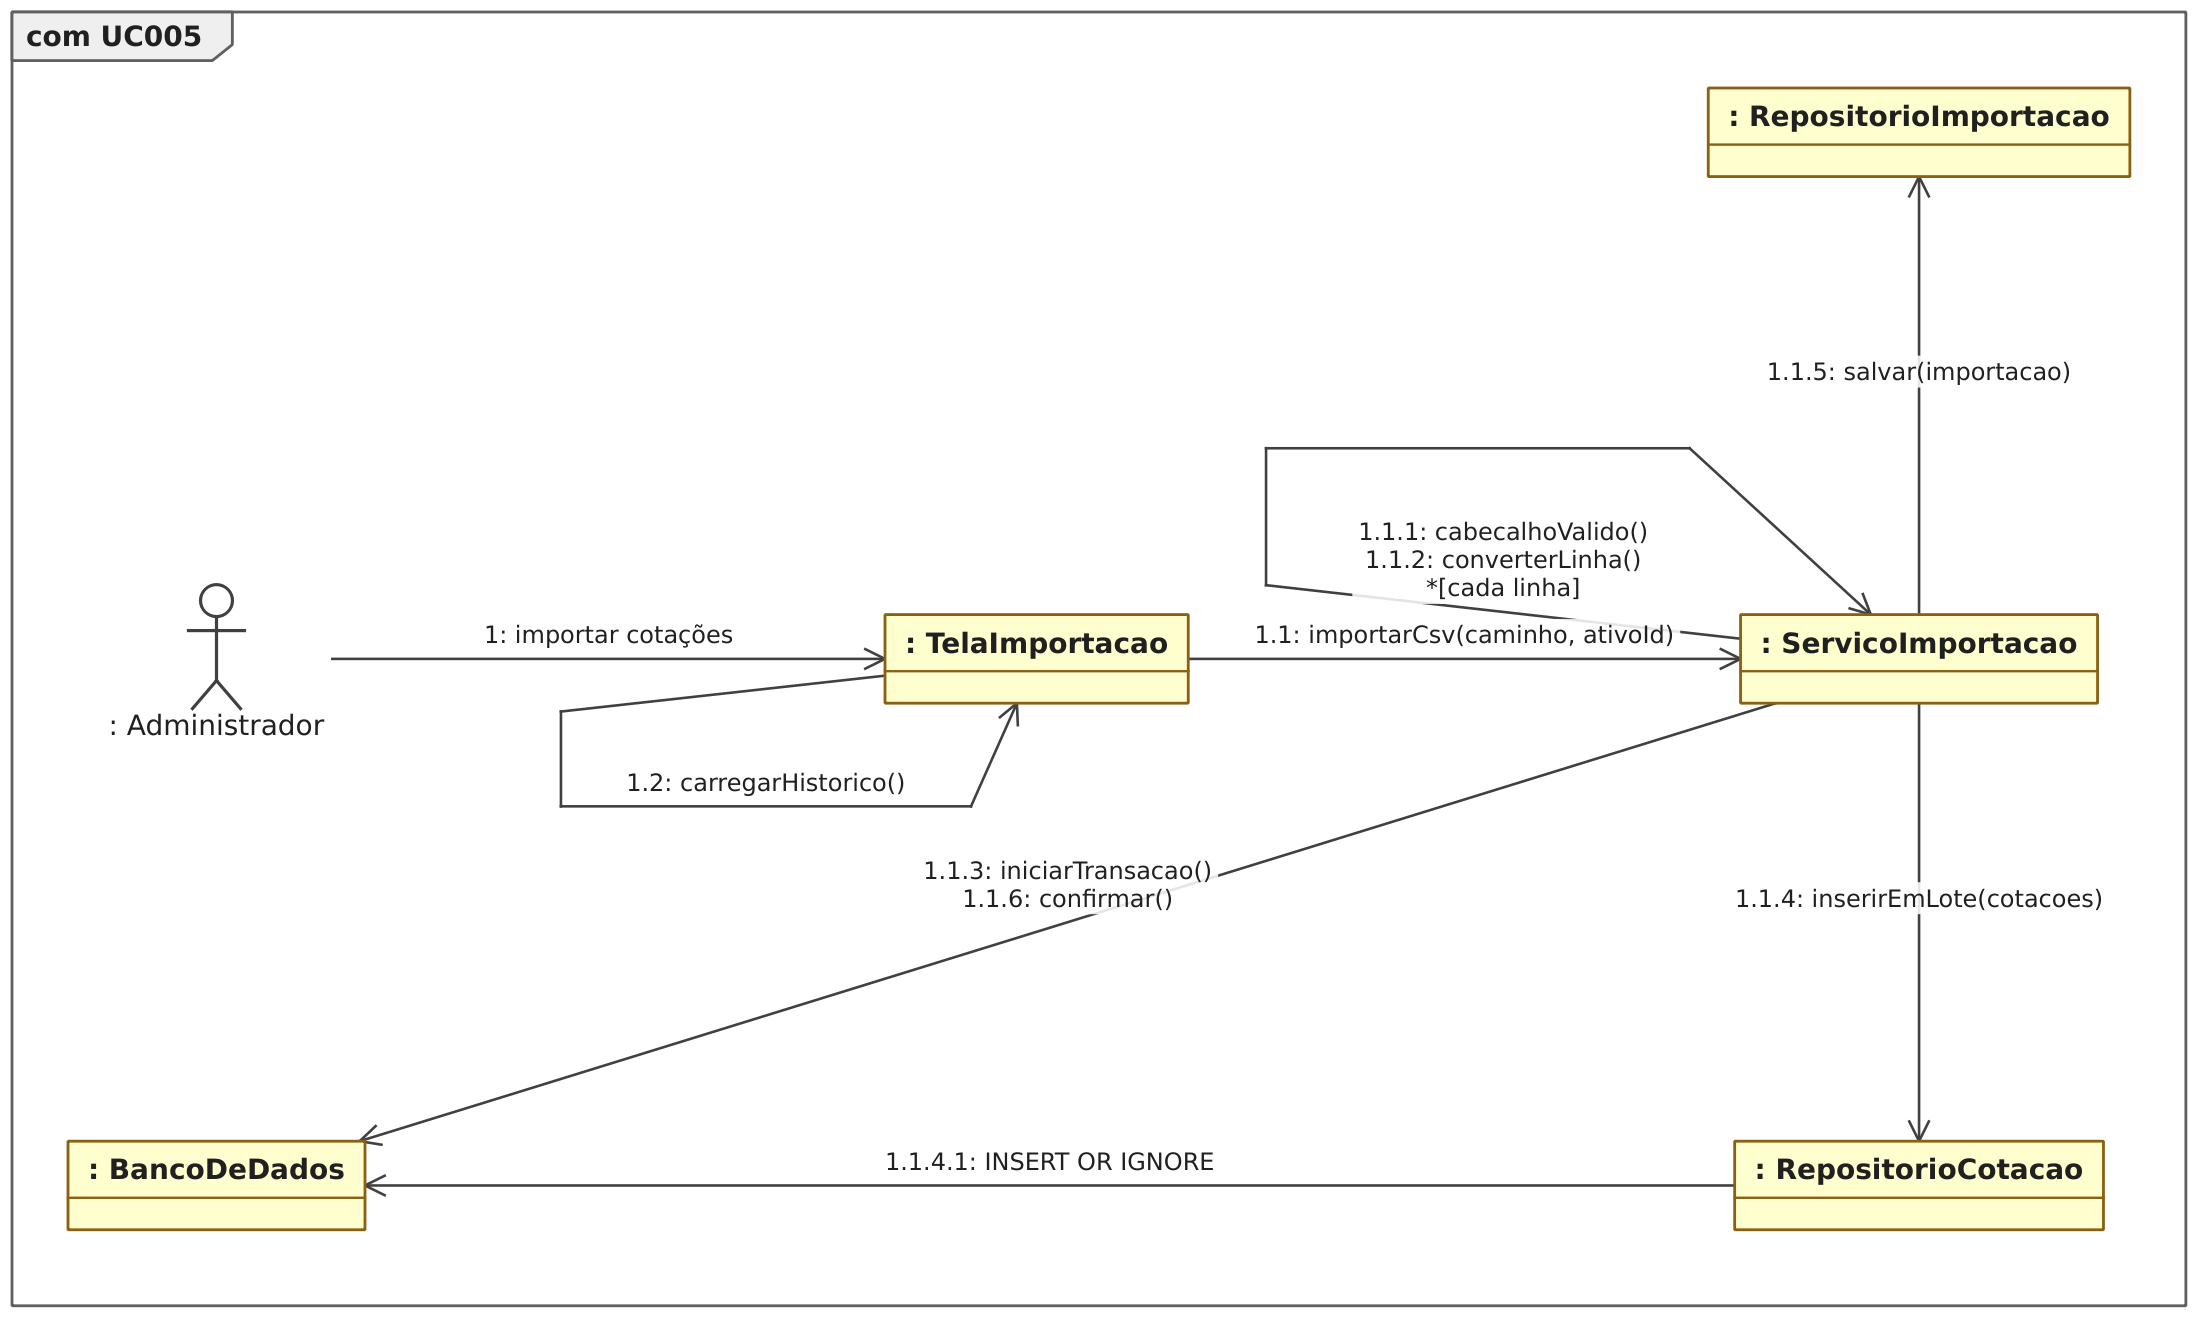 com UC005
: RepositorioImportacao
1.1.5: salvar(importacao)
1.1.1: cabecalhoValido()
1.1.2: converterLinha()
*[cada linha]
1: importar cotações
: TelaImportacao
1.1: importarCsv(caminho, ativoId)
: ServicoImportacao
: Administrador
1.2: carregarHistorico()
1.1.3: iniciarTransacao()
1.1.6: confirmar()
1.1.4: inserirEmLote(cotacoes)
: BancoDeDados
1.1.4.1: INSERT OR IGNORE
: RepositorioCotacao